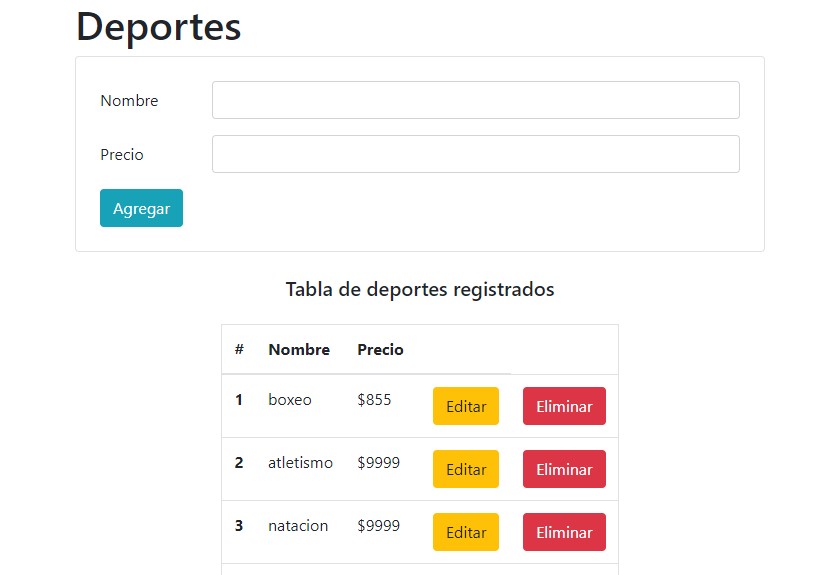 Deportes
Nombre
Precio
Agregar
Tabla de deportes registrados
# Nombre Precio
1 boxeo $855 Editar Eliminar
2 atletismo $9999 Editar Eliminar
3 natacion $9999 Editar Eliminar